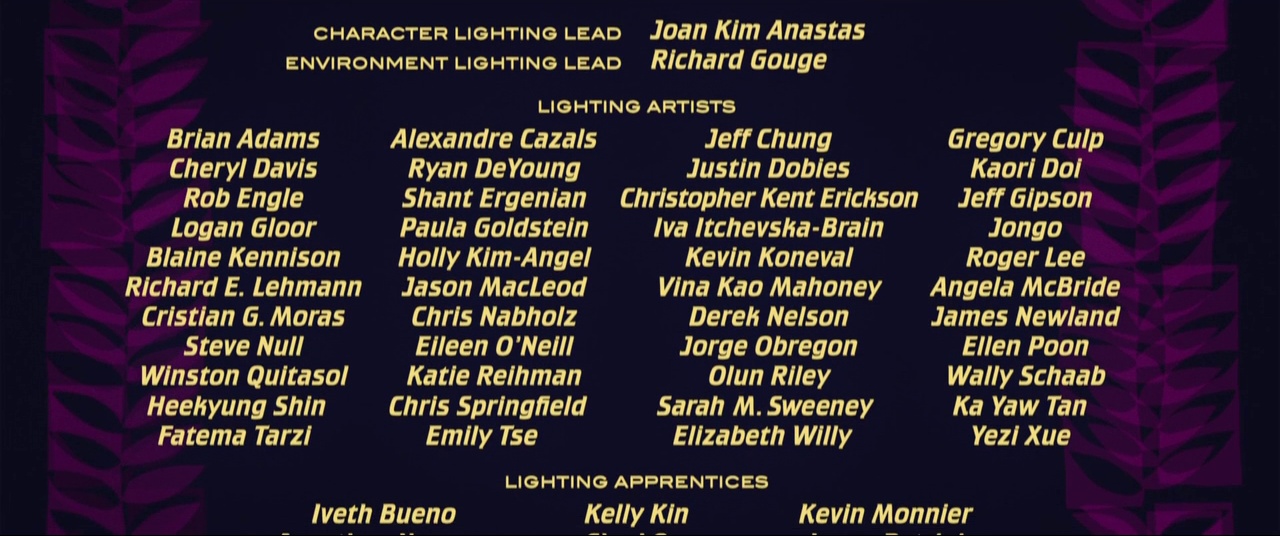 CHARACTER LIGHTING LEAD Joan Kim Anastas
ENVIRONMENT LIGHTING LEAD Richard Gouge
LIGHTING ARTISTS
Brian Adams Alexandre Cazals Jeff Chung Gregory Culp
Cheryl Davis Ryan DeYoung Justin Dobies Kaori Doi
Rob Engle Shant Ergenian Christopher Kent Erickson Jeff Gipson
Logan Gloor Paula Goldstein Iva Itchevska-Brain Jongo
Blaine Kennison Holly Kim-Angel Kevin Koneval Roger Lee
Richard E. Lehmann Jason MacLeod Vina Kao Mahoney Angela McBride
Cristian G. Moras Chris Nabholz Derek Nelson James Newland
Steve Null Eileen O'Neill Jorge Obregon Ellen Poon
Winston Quitasol Katie Reihman Olun Riley Wally Schaab
Heekyung Shin Chris Springfield Sarah M. Sweeney Ka Yaw Tan
Fatema Tarzi Emily Tse Elizabeth Willy Yezi Xue
LIGHTING APPRENTICES
Iveth Bueno Kelly Kin Kevin Monnier